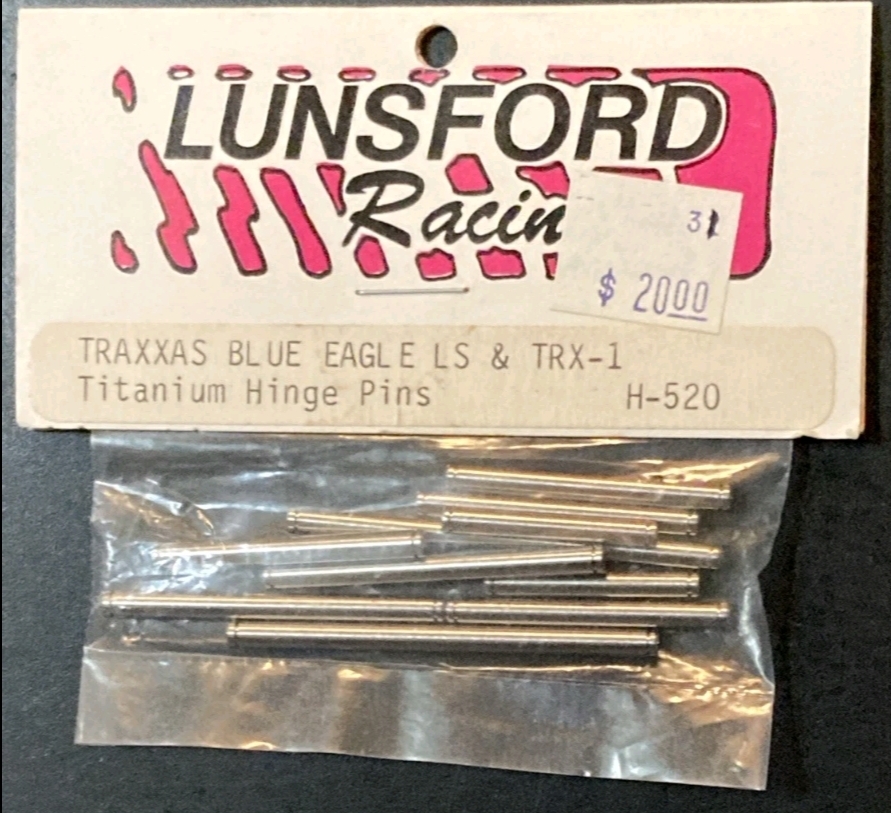 LUNSFORD
Racin
31
$ 2000
TRAXXAS BLUE EAGLE LS & TRX-1
Titanium Hinge Pins H-520